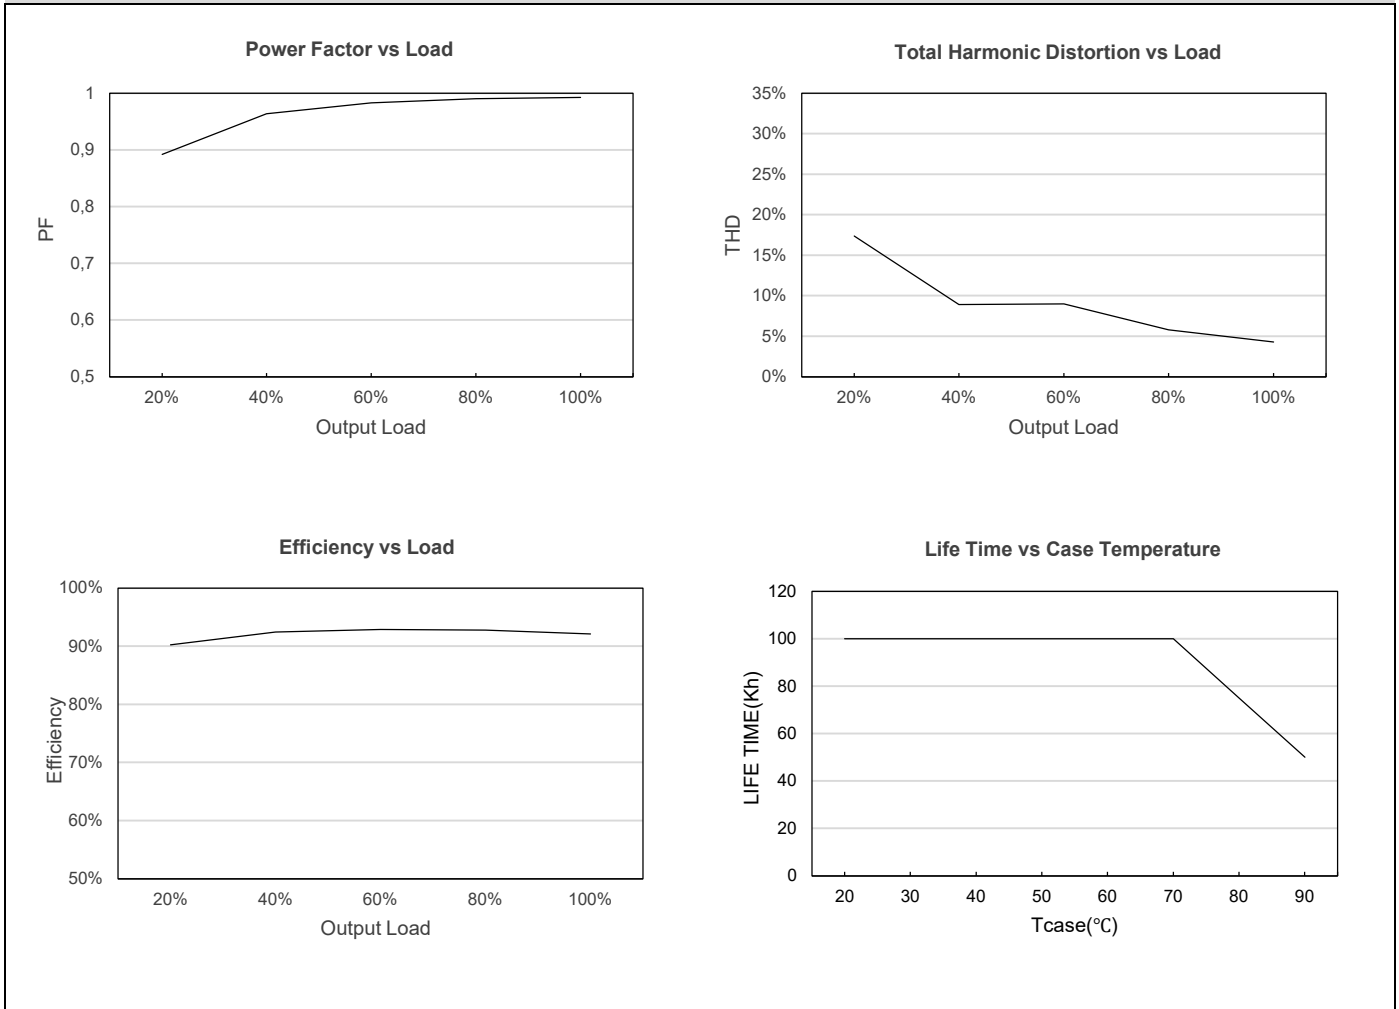 Power Factor vs Load
1
0,9
0,8
0,7
0,6
0,5
PF
20% 40% 60% 80% 100%
Output Load
Total Harmonic Distortion vs Load
35%
30%
25%
20%
15%
10%
5%
0%
THD
20% 40% 60% 80% 100%
Output Load
Efficiency vs Load
100%
90%
80%
70%
60%
50%
Efficiency
20% 40% 60% 80% 100%
Output Load
Life Time vs Case Temperature
120
100
80
60
40
20
0
LIFE TIME(Kh)
20 30 40 50 60 70 80 90
Tcase(℃)